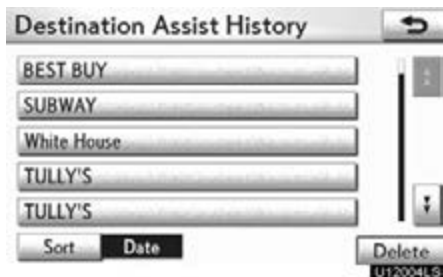 Destination Assist History
BEST BUY
SUBWAY
White House
TULLY'S
TULLY'S
Sort Date
Delete
U12004LS